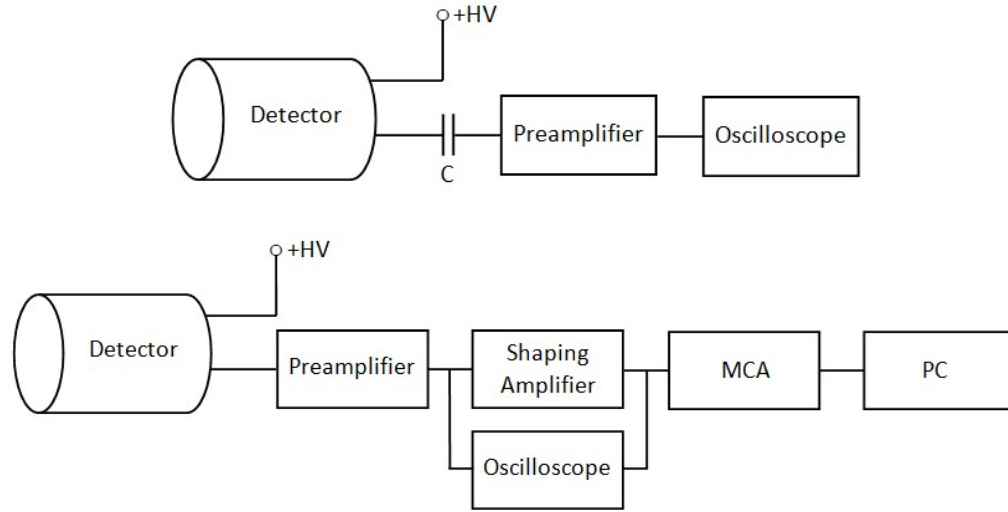 +HV
Detector
Preamplifier
Oscilloscope
C
+HV
Detector
Preamplifier
Shaping
Amplifier
MCA
PC
Oscilloscope